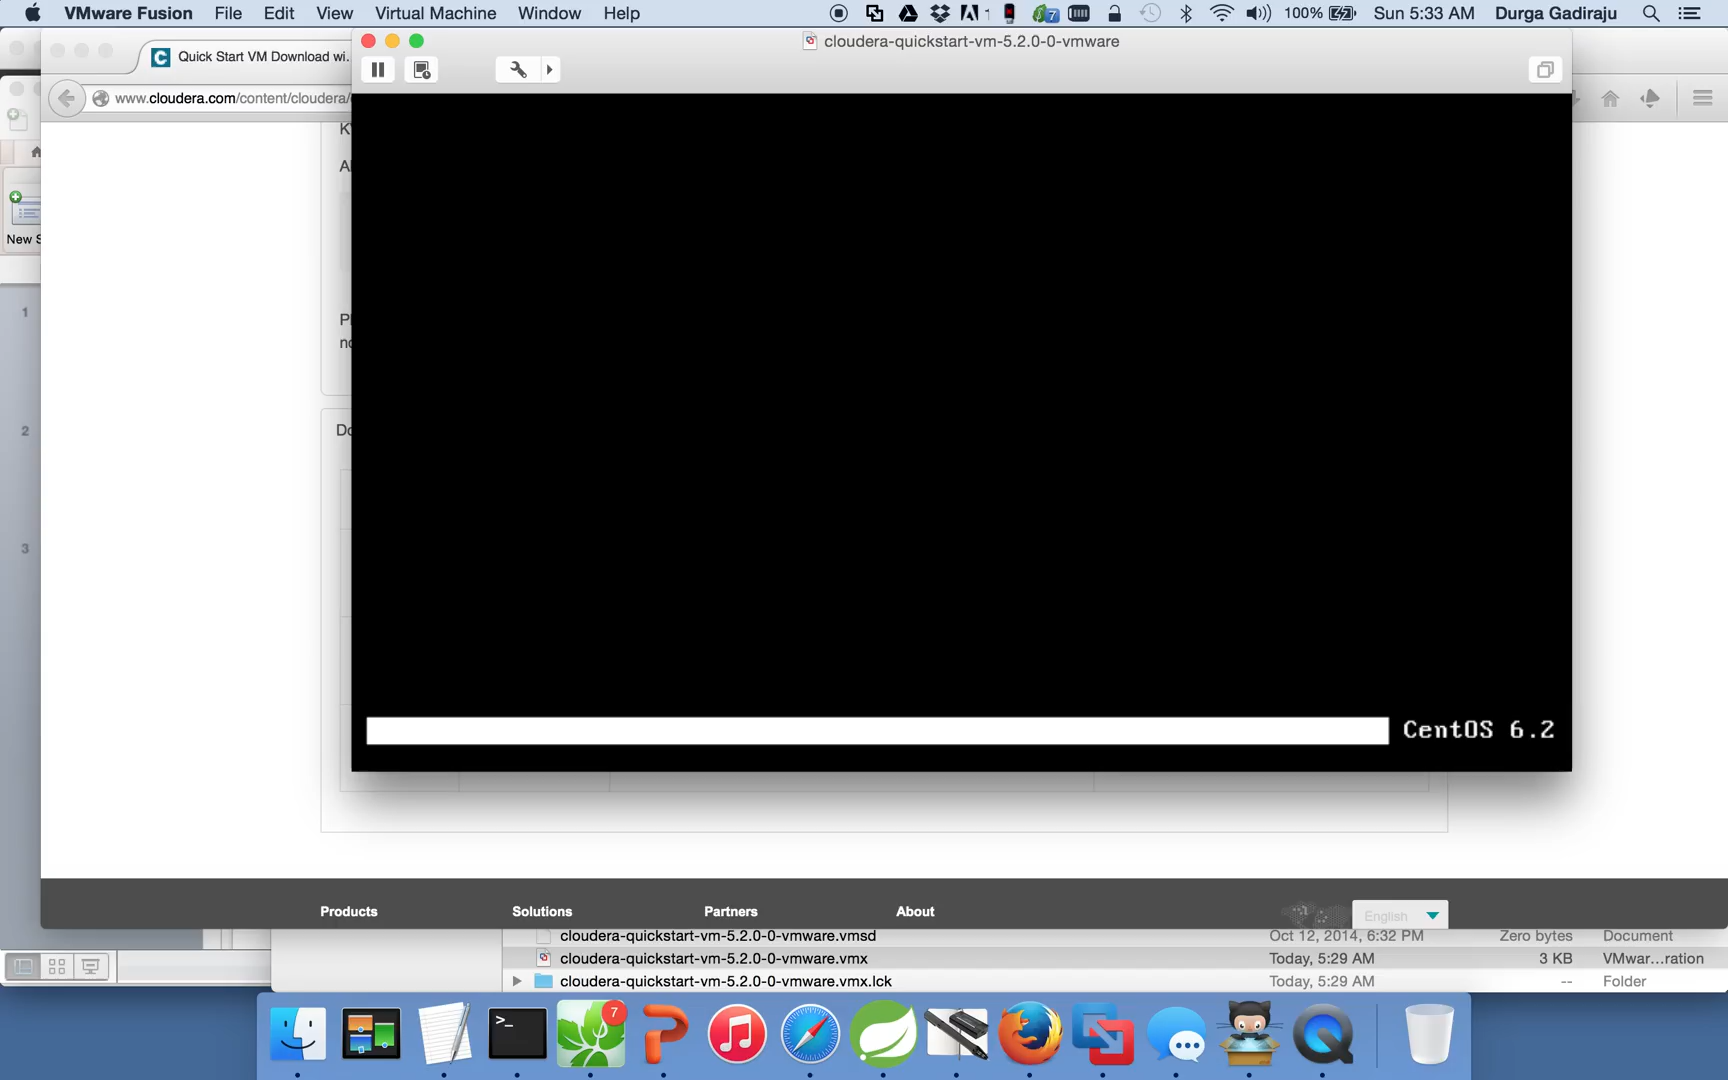 VMware Fusion File Edit View Virtual Machine Window Help 1 7 100% Sun 5:33 AM Durga Gadiraju
cloudera-quickstart-vm-5.2.0-0-vmware
Quick Start VM Download wi...
www.cloudera.com/content/cloudera/
New S
1
2
3
CentOS 6.2
Products Solutions Partners About English
cloudera-quickstart-vm-5.2.0-0-vmware.vmsd Oct 12, 2014, 6:32 PM Zero bytes Document
cloudera-quickstart-vm-5.2.0-0-vmware.vmx Today, 5:29 AM 3 KB VMwar...ration
cloudera-quickstart-vm-5.2.0-0-vmware.vmx.lck Today, 5:29 AM -- Folder
>_
7